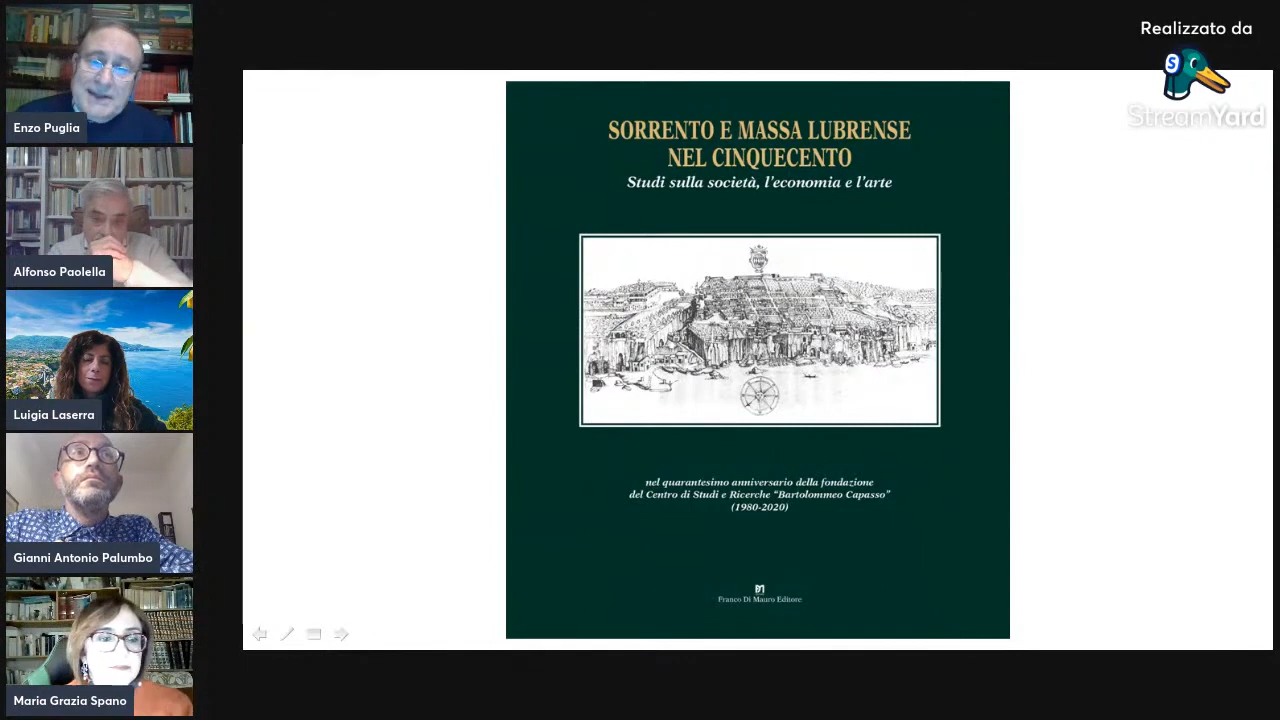 Realizzato da
S
StreamYard
Enzo Puglia
Alfonso Paolella
Luigia Laserra
Gianni Antonio Palumbo
Maria Grazia Spano
SORRENTO E MASSA LUBRENSE
NEL CINQUECENTO
Studi sulla società, l'economia e l'arte
nel quarantesimo anniversario della fondazione
del Centro di Studi e Ricerche “Bartolommeo Capasso”
(1980-2020)
Franco Di Mauro Editore